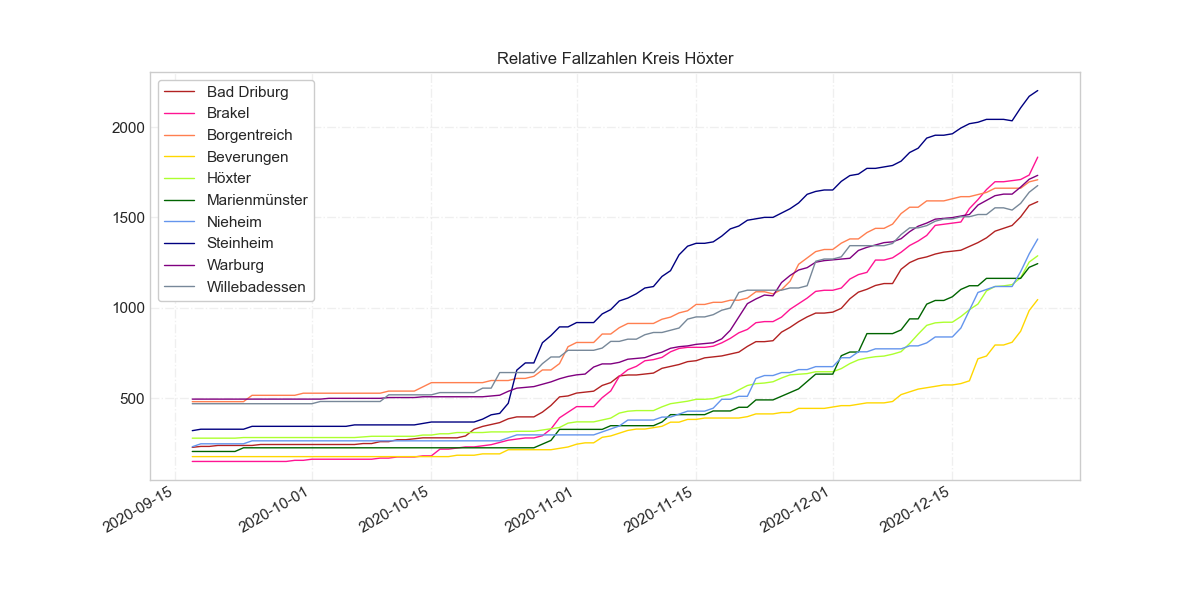 Relative Fallzahlen Kreis Höxter
Bad Driburg
Brakel
Borgentreich
Beverungen
Höxter
Marienmünster
Nieheim
Steinheim
Warburg
Willebadessen
2000
1500
1000
500
2020-09-15
2020-10-01
2020-10-15
2020-11-01
2020-11-15
2020-12-01
2020-12-15